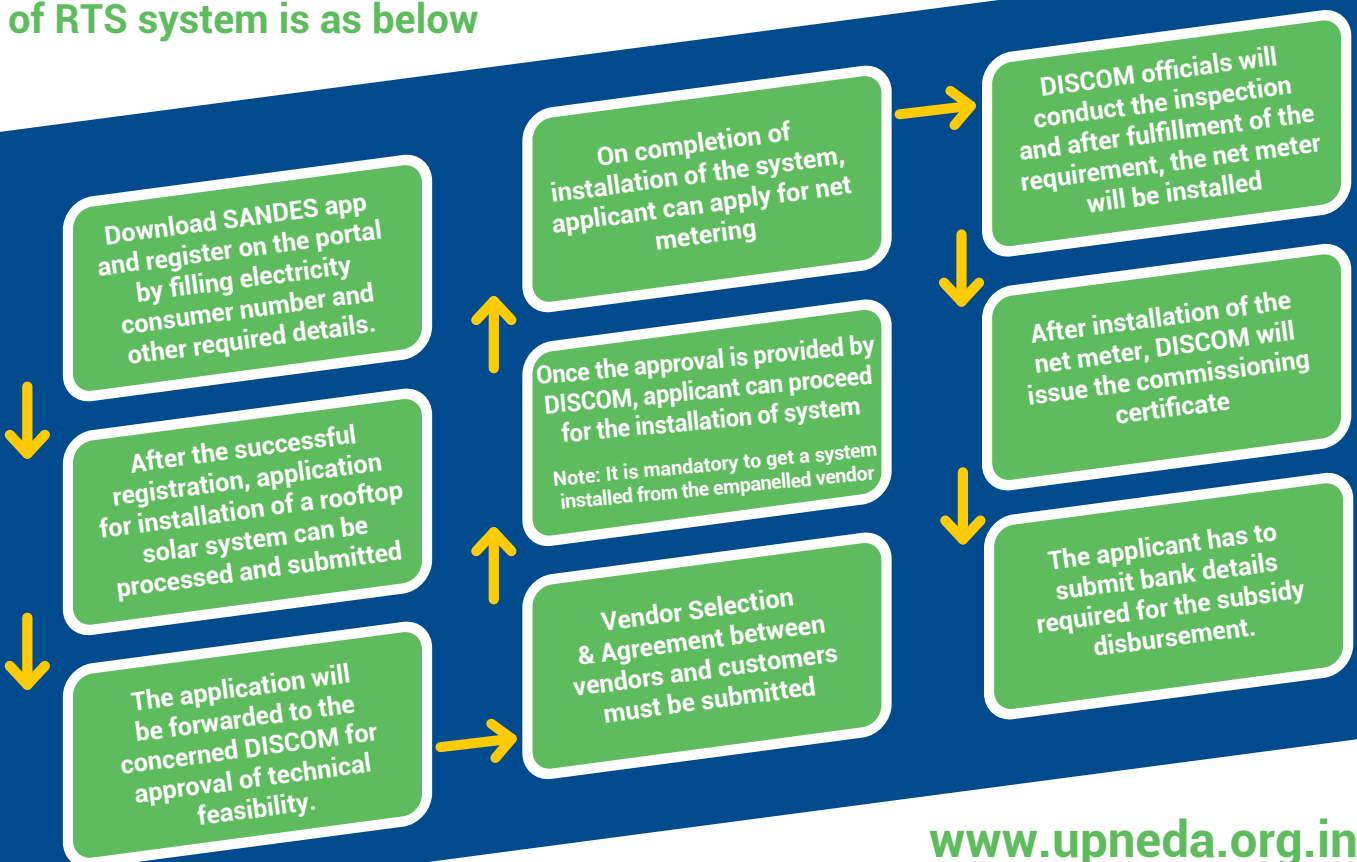 of RTS system is as below
Download SANDES app
and register on the portal
by filling electricity
consumer number and
other required details.
After the successful
registration, application
for installation of a rooftop
solar system can be
processed and submitted
The application will
be forwarded to the
concerned DISCOM for
approval of technical
feasibility.
Vendor Selection
& Agreement between
vendors and customers
must be submitted
Once the approval is provided by
DISCOM, applicant can proceed
for the installation of system
Note: It is mandatory to get a system
installed from the empanelled vendor
On completion of
installation of the system,
applicant can apply for net
metering
DISCOM officials will
conduct the inspection
and after fulfillment of the
requirement, the net meter
will be installed
After installation of the
net meter, DISCOM will
issue the commissioning
certificate
The applicant has to
submit bank details
required for the subsidy
disbursement.
www.upneda.org.in